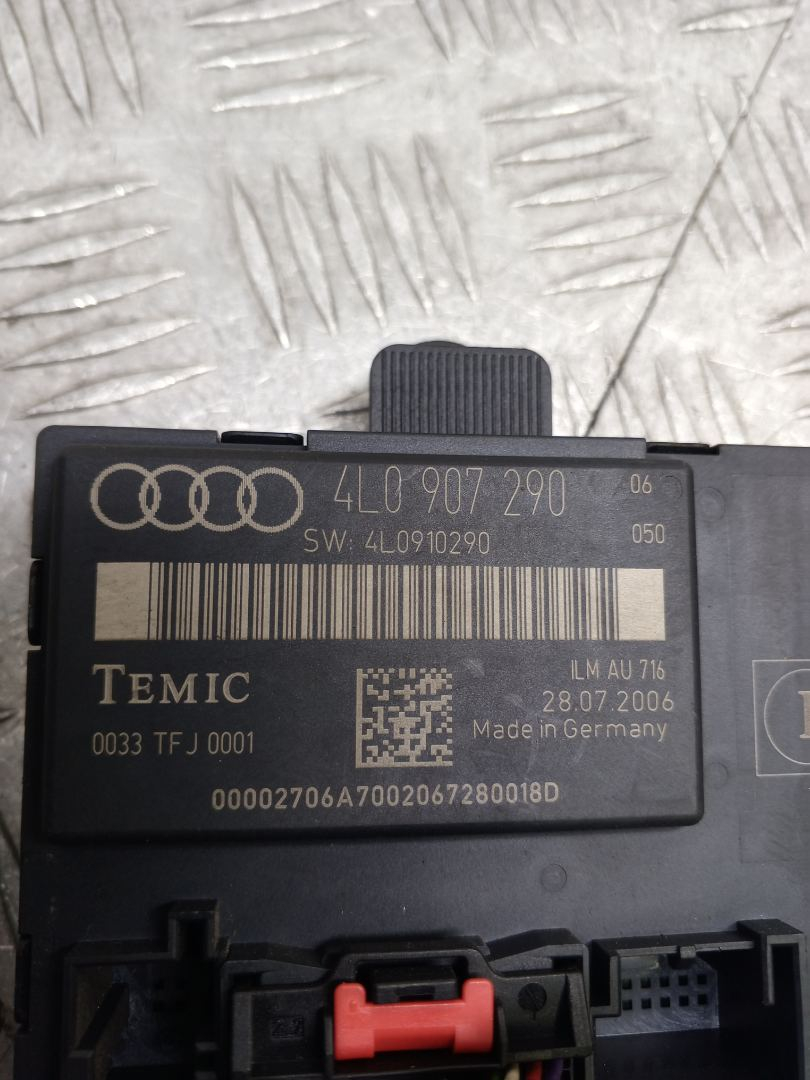 4L0 907 290 06
SW: 4L0910290 050
TEMIC
ILM AU 716
28.07.2006
Made in Germany
0033 TFJ 0001
00002706A7002067280018D